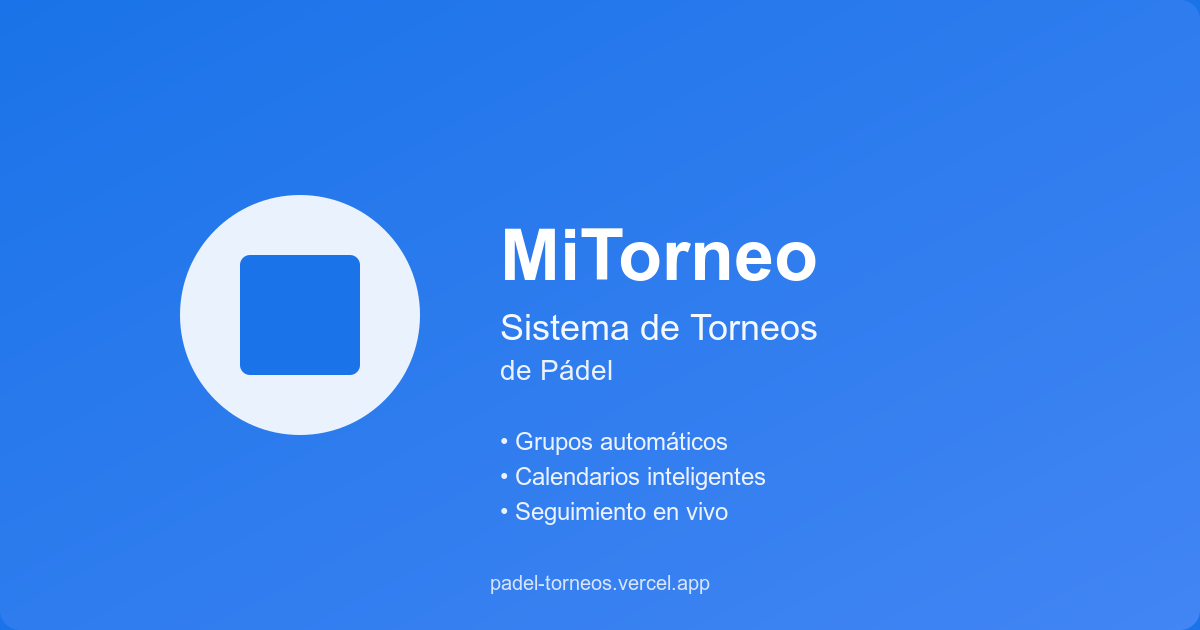 MiTorneo
Sistema de Torneos
de Pádel
• Grupos automáticos
• Calendarios inteligentes
• Seguimiento en vivo
padel-torneos.vercel.app